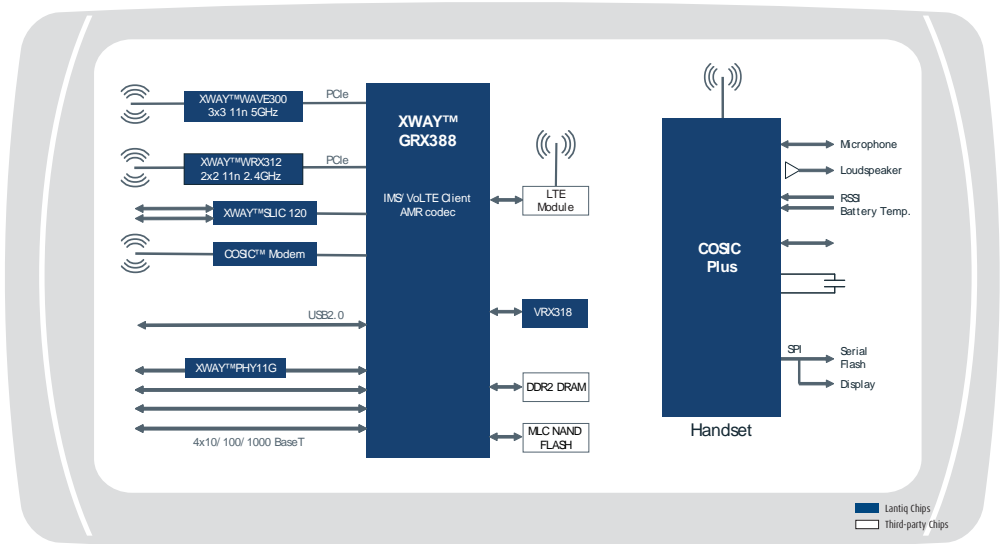 XWAY™WAVE300
3x3 11n 5GHz
PCIe
XWAY™WRX312
2x2 11n 2.4GHz
PCIe
XWAY™SLIC 120
COSIC™ Modem
USB2.0
XWAY™PHY11G
4x10/100/1000 BaseT
XWAY™
GRX388
IMS/VoLTE Client
AMR codec
LTE
Module
VRX318
DDR2 DRAM
MLC NAND
FLASH
COSIC
Plus
Microphone
Loudspeaker
RSSI
Battery Temp.
SPI
Serial
Flash
Display
Handset
Lantiq Chips
Third-party Chips